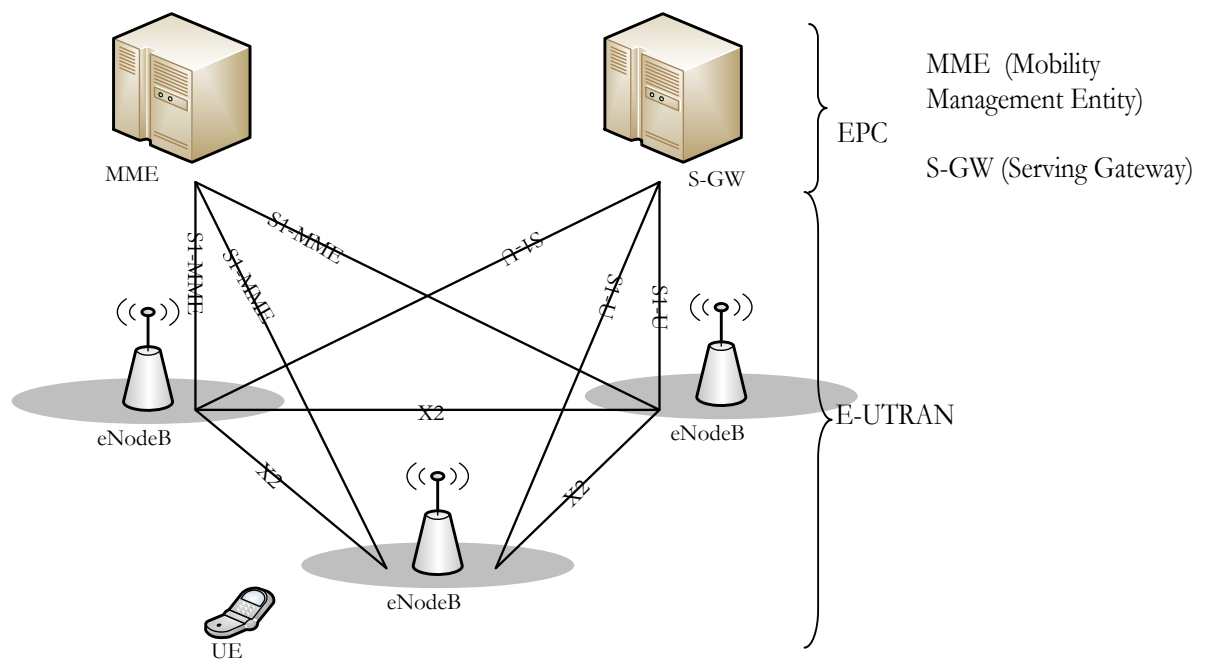 MME (Mobility
Management Entity)
EPC
S-GW (Serving Gateway)
MME
S-GW
S1-MME
S1-MME
S1-MME
S1-U
S1-U
S1-U
X2
E-UTRAN
eNodeB
eNodeB
X2
X2
eNodeB
UE